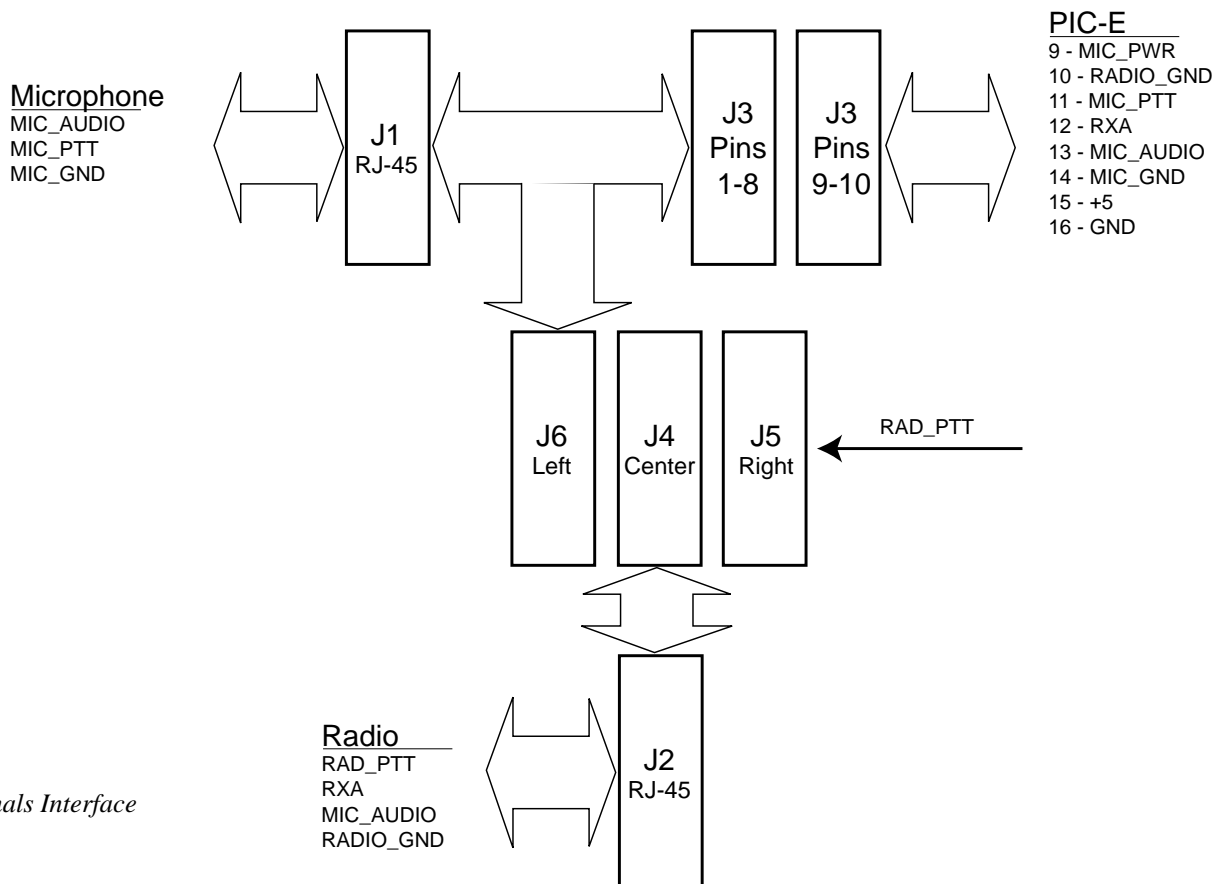 Microphone
MIC_AUDIO
MIC_PTT
MIC_GND
J1
RJ-45
J3
Pins
1-8
J3
Pins
9-10
PIC-E
9 - MIC_PWR
10 - RADIO_GND
11 - MIC_PTT
12 - RXA
13 - MIC_AUDIO
14 - MIC_GND
15 - +5
16 - GND
J6
Left
J4
Center
J5
Right
RAD_PTT
Radio
RAD_PTT
RXA
MIC_AUDIO
RADIO_GND
J2
RJ-45
nals Interface